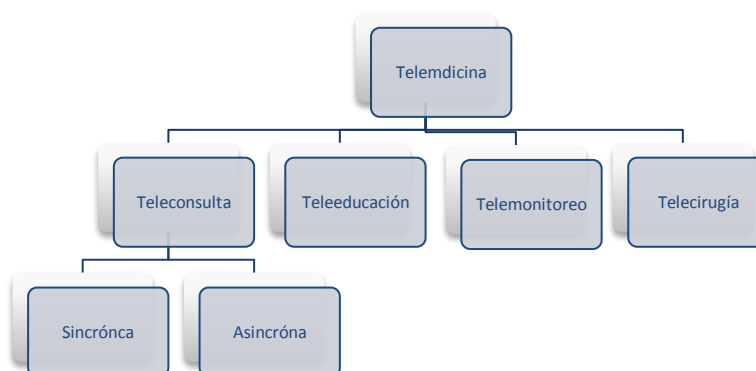 Telemdicina
Teleconsulta
Teleeducación
Telemonitoreo
Telecirugía
Sincrónca
Asincróna